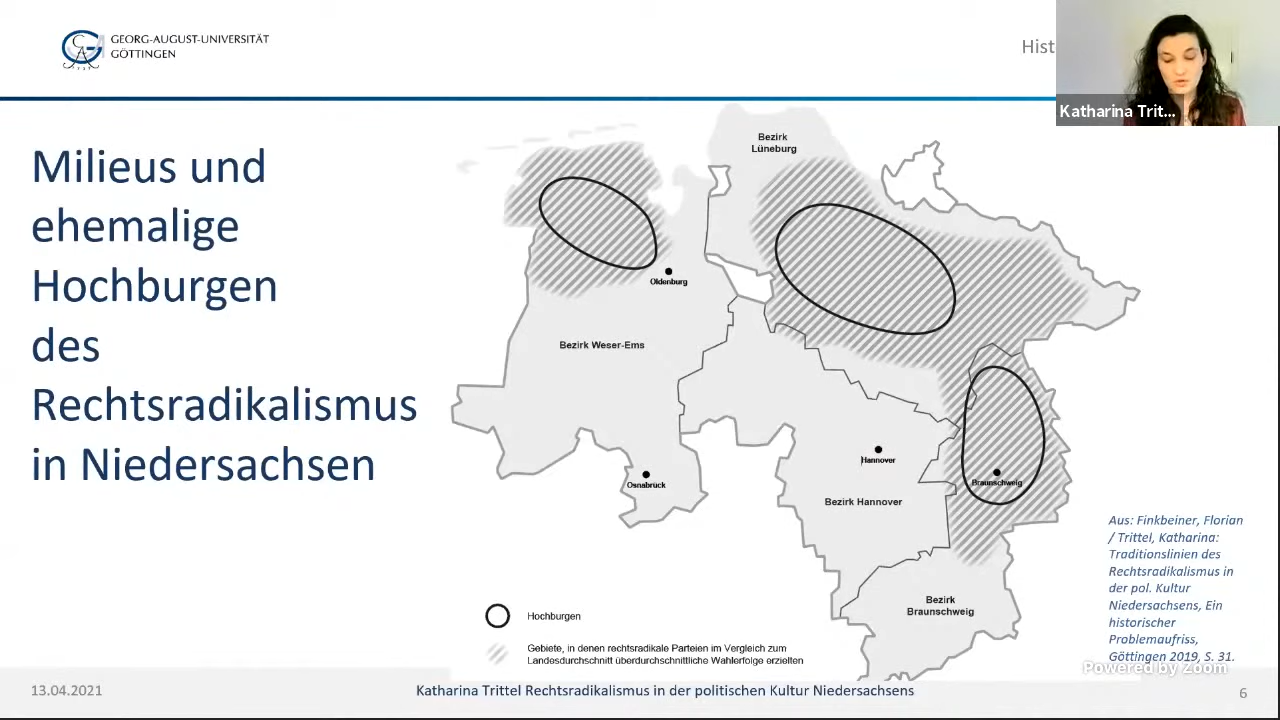 GEORG-AUGUST-UNIVERSITÄT
GÖTTINGEN
Hist
Katharina Trit...
Milieus und
ehemalige
Hochburgen
des
Rechtsradikalismus
in Niedersachsen
Bezirk
Lüneburg
Oldenburg
Bezirk Weser-Ems
Osnabrück
Hannover
Bezirk Hannover
Braunschweig
Bezirk
Braunschweig
Hochburgen
Gebiete, in denen rechtsradikale Parteien im Vergleich zum
Landesdurchschnitt überdurchschnittliche Wahlerfolge erzielten
Aus: Finkbeiner, Florian
/ Trittel, Katharina:
Traditionslinien des
Rechtsradikalismus in
der pol. Kultur
Niedersachsens, Ein
historischer
Problemaufriss,
Göttingen 2019, S. 31.
Powered by Zoom
13.04.2021
Katharina Trittel Rechtsradikalismus in der politischen Kultur Niedersachsens
6